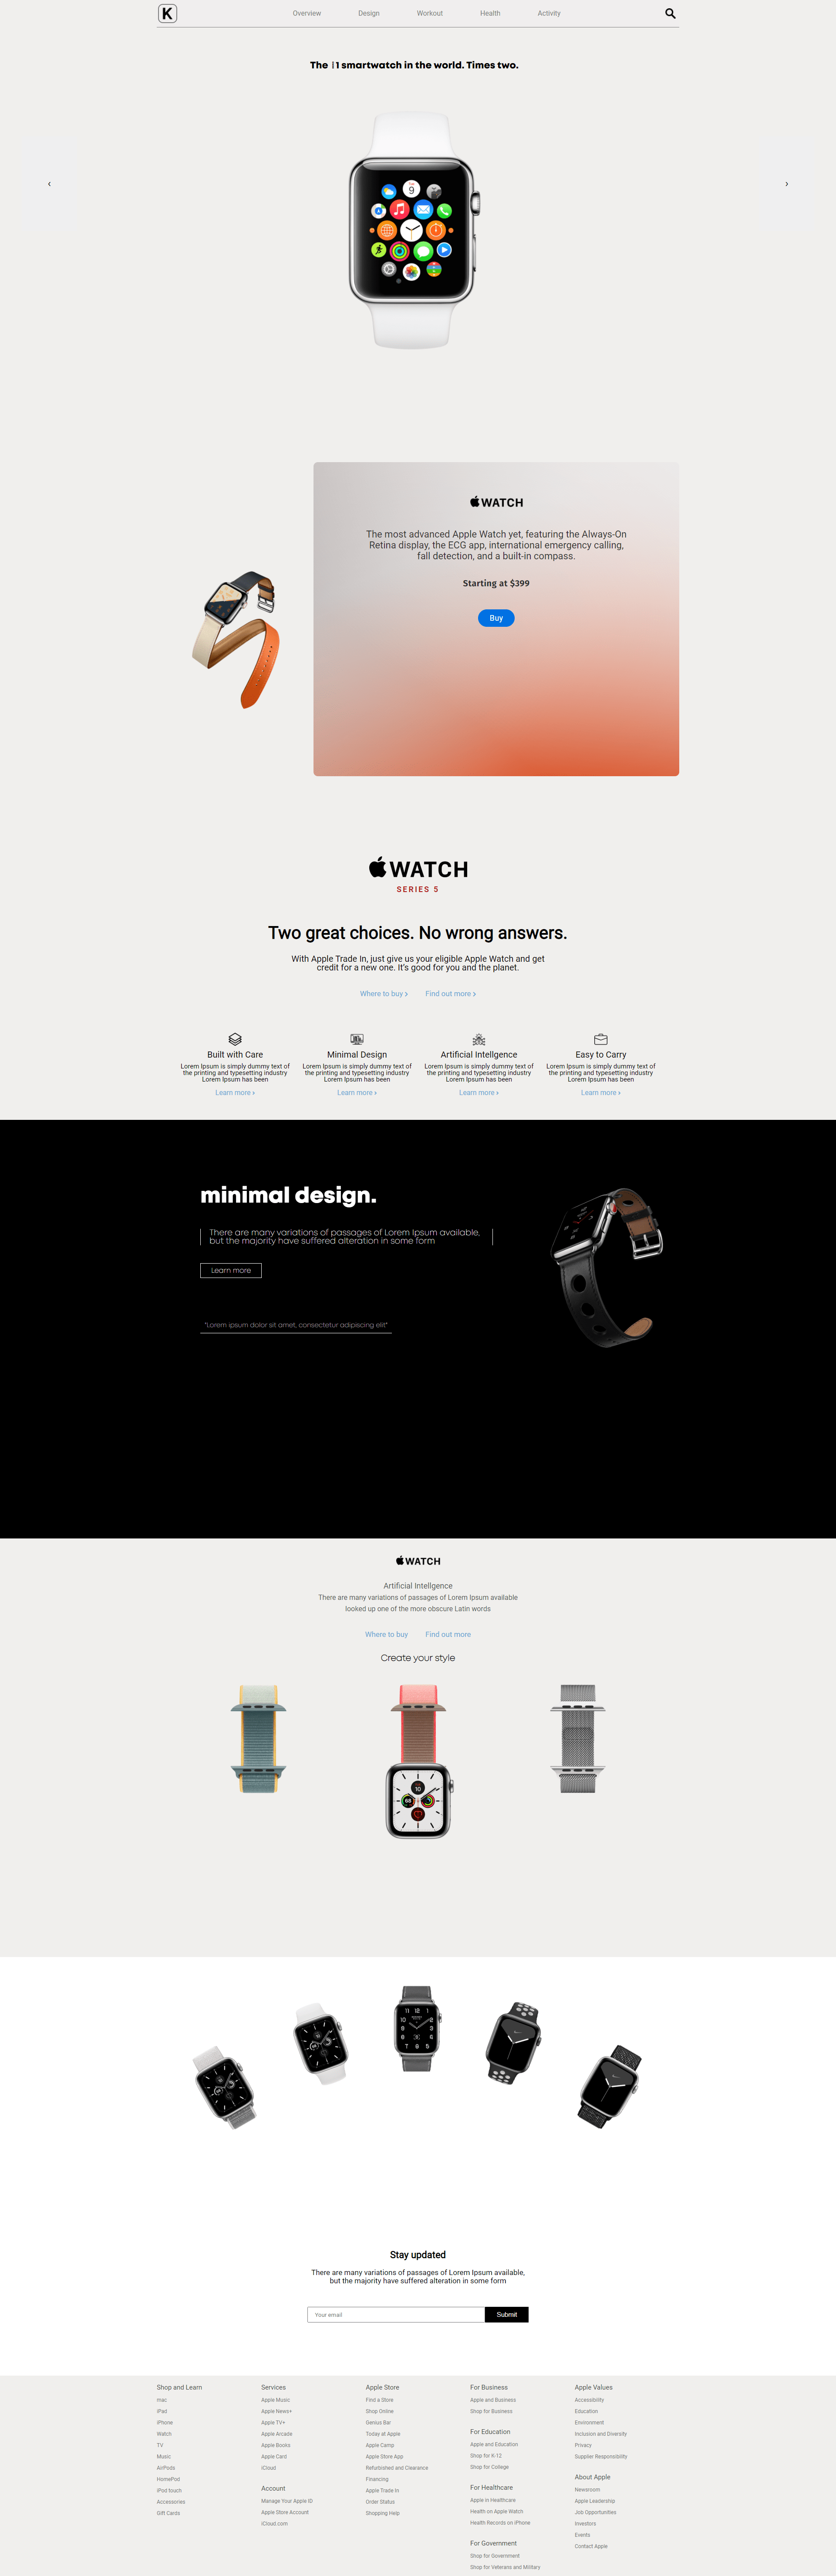 K
Overview
Design
Workout
Health
Activity
The 1 smartwatch in the world. Times two.
9
WATCH
The most advanced Apple Watch yet, featuring the Always-On
Retina display, the ECG app, international emergency calling,
fall detection, and a built-in compass.
Starting at $399
Buy
WATCH
SERIES 5
Two great choices. No wrong answers.
With Apple Trade In, just give us your eligible Apple Watch and get
credit for a new one. It's good for you and the planet.
Where to buy ›
Find out more ›
Built with Care
Lorem Ipsum is simply dummy text of
the printing and typesetting industry
Lorem Ipsum has been
Learn more ›
Minimal Design
Lorem Ipsum is simply dummy text of
the printing and typesetting industry
Lorem Ipsum has been
Learn more ›
Artificial Intellgence
Lorem Ipsum is simply dummy text of
the printing and typesetting industry
Lorem Ipsum has been
Learn more ›
Easy to Carry
Lorem Ipsum is simply dummy text of
the printing and typesetting industry
Lorem Ipsum has been
Learn more ›
minimal design.
There are many variations of passages of Lorem Ipsum available,
but the majority have suffered alteration in some form
Learn more
"Lorem ipsum dolor sit amet, consectetur adipiscing elit"
WATCH
Artificial Intellgence
There are many variations of passages of Lorem Ipsum available
looked up one of the more obscure Latin words
Where to buy
Find out more
Create your style
10
68
Stay updated
There are many variations of passages of Lorem Ipsum available,
but the majority have suffered alteration in some form
Your email
Submit
Shop and Learn
mac
iPad
iPhone
Watch
TV
Music
AirPods
HomePod
iPod touch
Accessories
Gift Cards
Services
Apple Music
Apple News+
Apple TV+
Apple Arcade
Apple Books
Apple Card
iCloud
Account
Manage Your Apple ID
Apple Store Account
iCloud.com
Apple Store
Find a Store
Shop Online
Genius Bar
Today at Apple
Apple Camp
Apple Store App
Refurbished and Clearance
Financing
Apple Trade In
Order Status
Shopping Help
For Business
Apple and Business
Shop for Business
For Education
Apple and Education
Shop for K-12
Shop for College
For Healthcare
Apple in Healthcare
Health on Apple Watch
Health Records on iPhone
For Government
Shop for Government
Shop for Veterans and Military
Apple Values
Accessibility
Education
Environment
Inclusion and Diversity
Privacy
Supplier Responsibility
About Apple
Newsroom
Apple Leadership
Job Opportunities
Investors
Events
Contact Apple